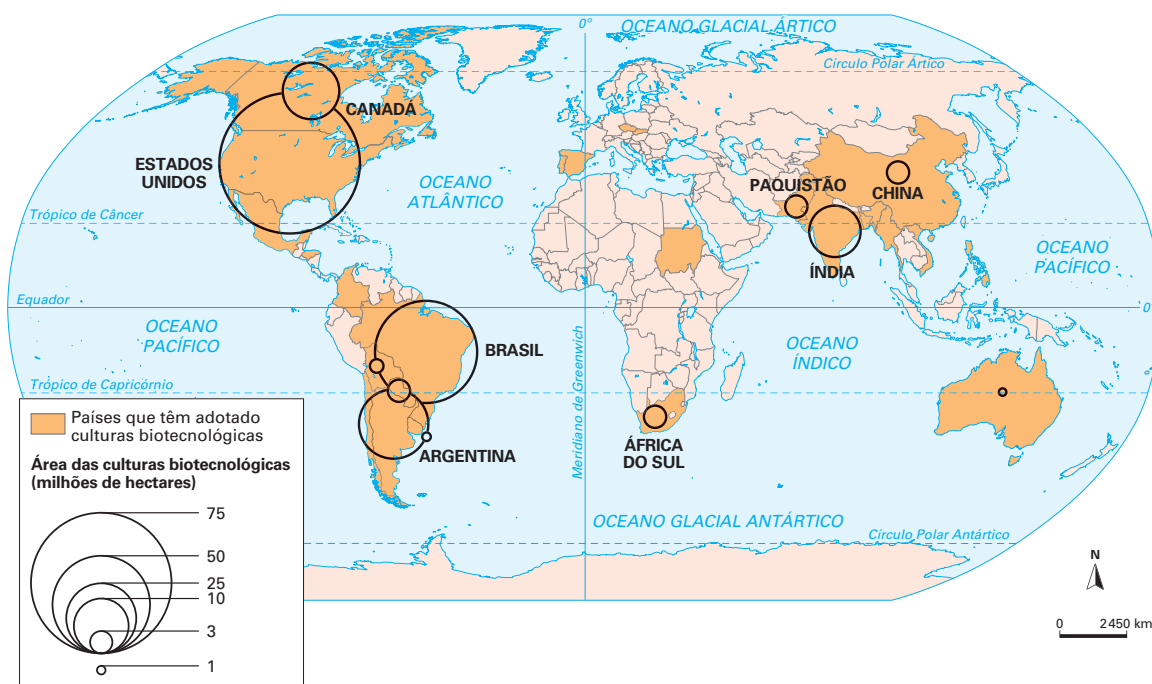 0º
OCEANO GLACIAL ÁRTICO
Círculo Polar Ártico
CANADÁ
ESTADOS
UNIDOS
OCEANO
ATLÂNTICO
PAQUISTÃO
CHINA
Trópico de Câncer
ÍNDIA
OCEANO
PACÍFICO
Equador
0º
OCEANO
PACÍFICO
BRASIL
OCEANO
ÍNDICO
Meridiano de Greenwich
Trópico de Capricórnio
ARGENTINA
ÁFRICA
DO SUL
OCEANO GLACIAL ANTÁRTICO
Círculo Polar Antártico
Países que têm adotado
culturas biotecnológicas
Área das culturas biotecnológicas
(milhões de hectares)
75
50
25
10
3
1
N
0 2450 km